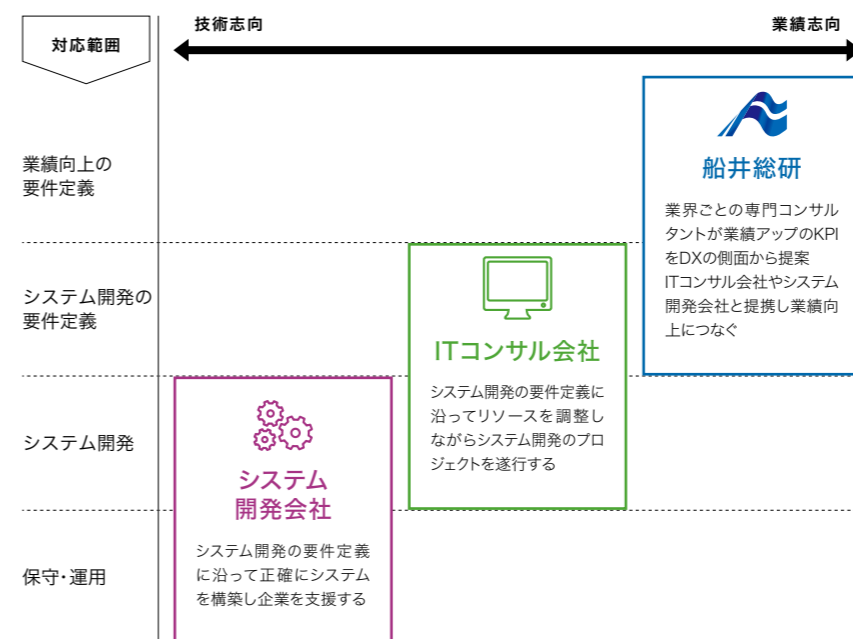 対応範囲
技術志向
業績志向
業績向上の
要件定義
船井総研
業界ごとの専門コンサル
タントが業績アップのKPI
をDXの側面から提案
ITコンサル会社やシステム
開発会社と提携し業績向
上につなぐ
システム開発の
要件定義
ITコンサル会社
システム開発の要件定義に
沿ってリソースを調整し
ながらシステム開発のプロ
ジェクトを遂行する
システム開発
システム
開発会社
システム開発の要件定義
に沿って正確にシステム
を構築し企業を支援する
保守・運用